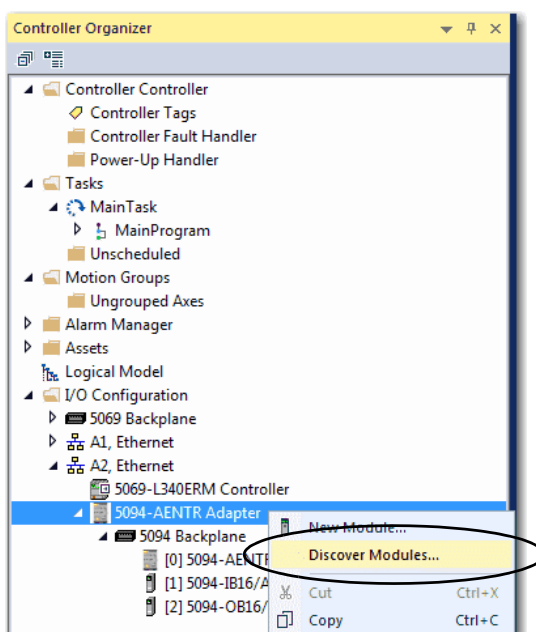 Controller Organizer
Controller Controller
Controller Tags
Controller Fault Handler
Power-Up Handler
Tasks
MainTask
MainProgram
Unscheduled
Motion Groups
Ungrouped Axes
Alarm Manager
Assets
Logical Model
I/O Configuration
5069 Backplane
A1, Ethernet
A2, Ethernet
5069-L340ERM Controller
5094-AENTR Adapter
New Module...
5094 Backplane
Discover Modules...
[0] 5094-AENTR
[1] 5094-IB16/A
Cut Ctrl+X
[2] 5094-OB16/
Copy Ctrl+C